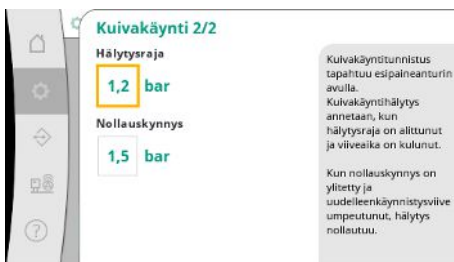 Kuivakäynti 2/2
Hälytysraja
1,2 bar
Nollauskynnys
1,5 bar
Kuivakäyntitunnistus
tapahtuu esipaineanturin
avulla.
Kuivakäyntihälytys
annetaan, kun
hälytysraja on alittunut
ja viiveaika on kulunut.
Kun nollauskynnys on
ylitetty ja
uudelleenkäynnistysviive
umpeutunut, hälytys
nollautuu.
?